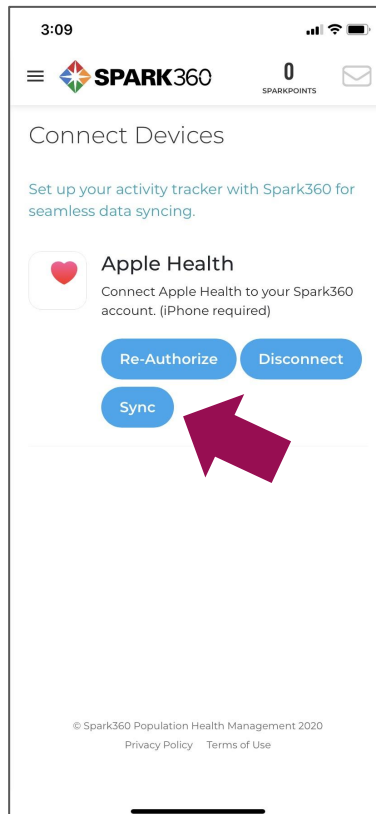 3:09
SPARK360
0
SPARKPOINTS
Connect Devices
Set up your activity tracker with Spark360 for
seamless data syncing.
Apple Health
Connect Apple Health to your Spark360
account. (iPhone required)
Re-Authorize Disconnect
Sync
© Spark360 Population Health Management 2020
Privacy Policy Terms of Use